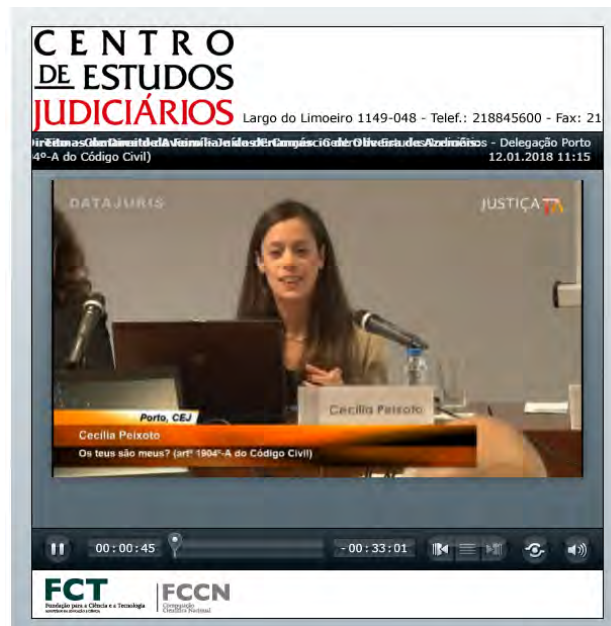 CENTRO
DE ESTUDOS
JUDICIÁRIOS
Largo do Limoeiro 1149-048 - Telef.: 218845600 - Fax: 21
- Delegação Porto
4º-A do Código Civil)
12.01.2018 11:15
DATAJURIS
JUSTIÇA TV
Cecília Peixoto
Porto, CEJ
Cecília Peixoto
Os teus são meus? (artº 1904º-A do Código Civil)
00:00:45
-00:33:01
FCT
Fundação para a Ciência e a Tecnologia
FCCN
Computação
Científica Nacional